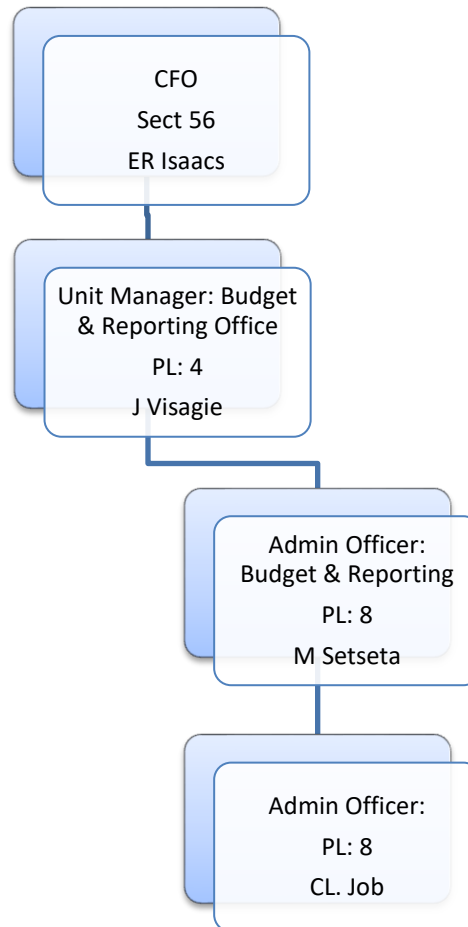 CFO
Sect 56
ER Isaacs
Unit Manager: Budget
& Reporting Office
PL: 4
J Visagie
Admin Officer:
Budget & Reporting
PL: 8
M Setseta
Admin Officer:
PL: 8
CL. Job